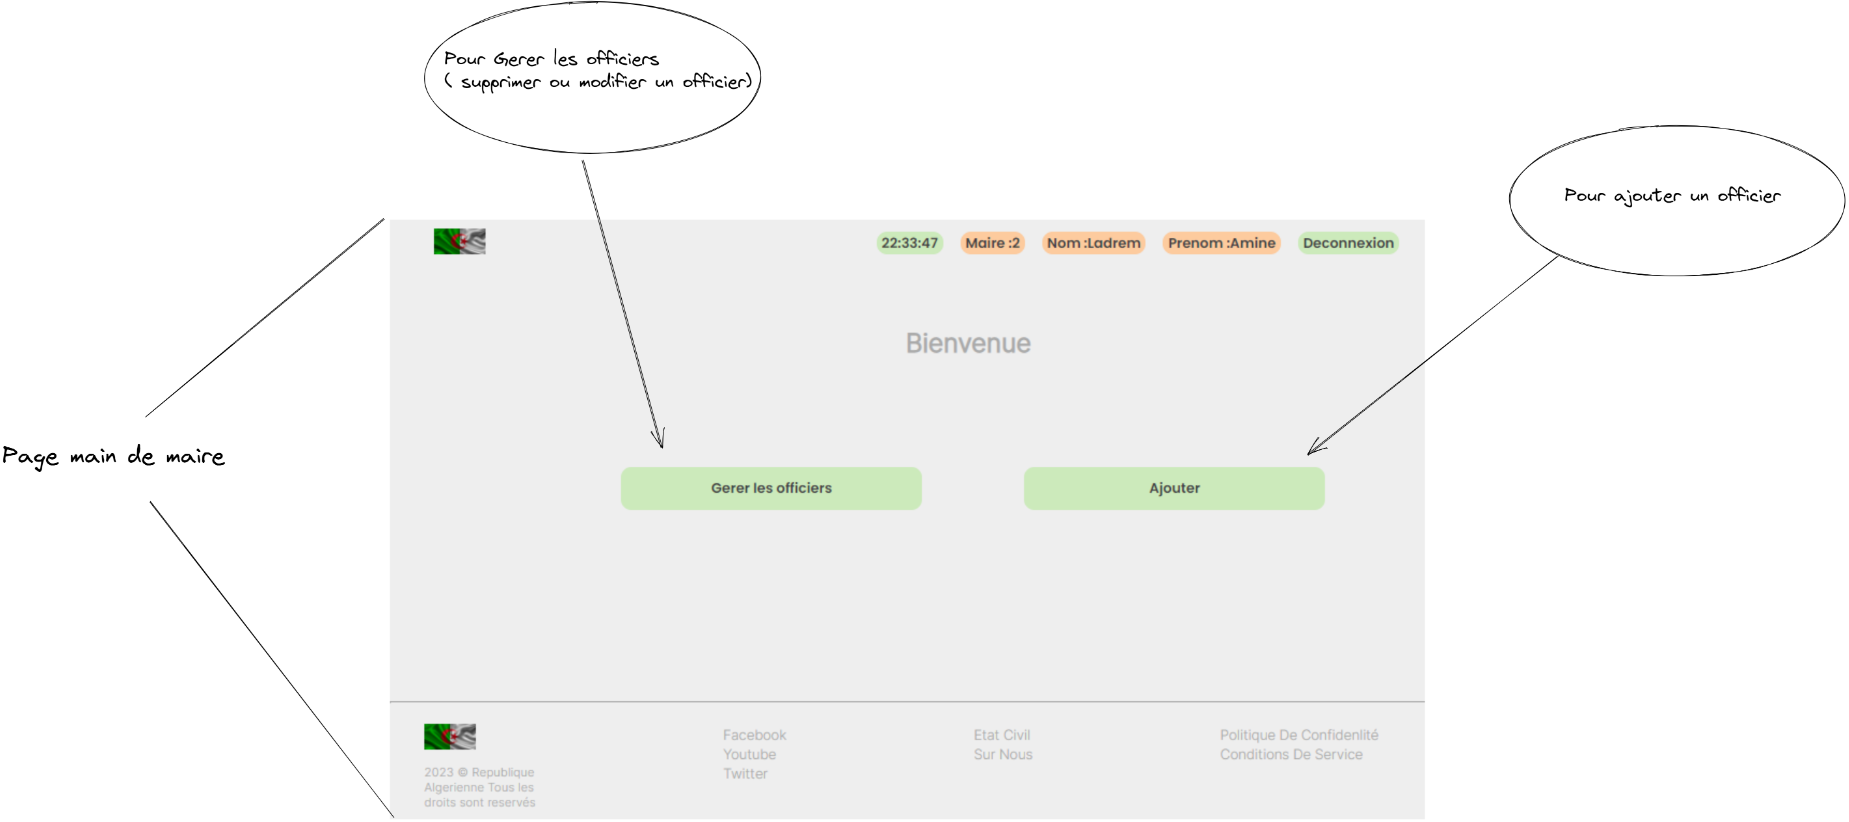 Pour Gerer les officiers
( supprimer ou modifier un officier)
Pour ajouter un officier
22:33:47
Maire :2
Nom :Ladrem
Prenom :Amine
Deconnexion
Bienvenue
Page main de maire
Gerer les officiers
Ajouter
2023 © Republique
Algerienne Tous les
droits sont reservés
Facebook
Youtube
Twitter
Etat Civil
Sur Nous
Politique De Confidenlité
Conditions De Service